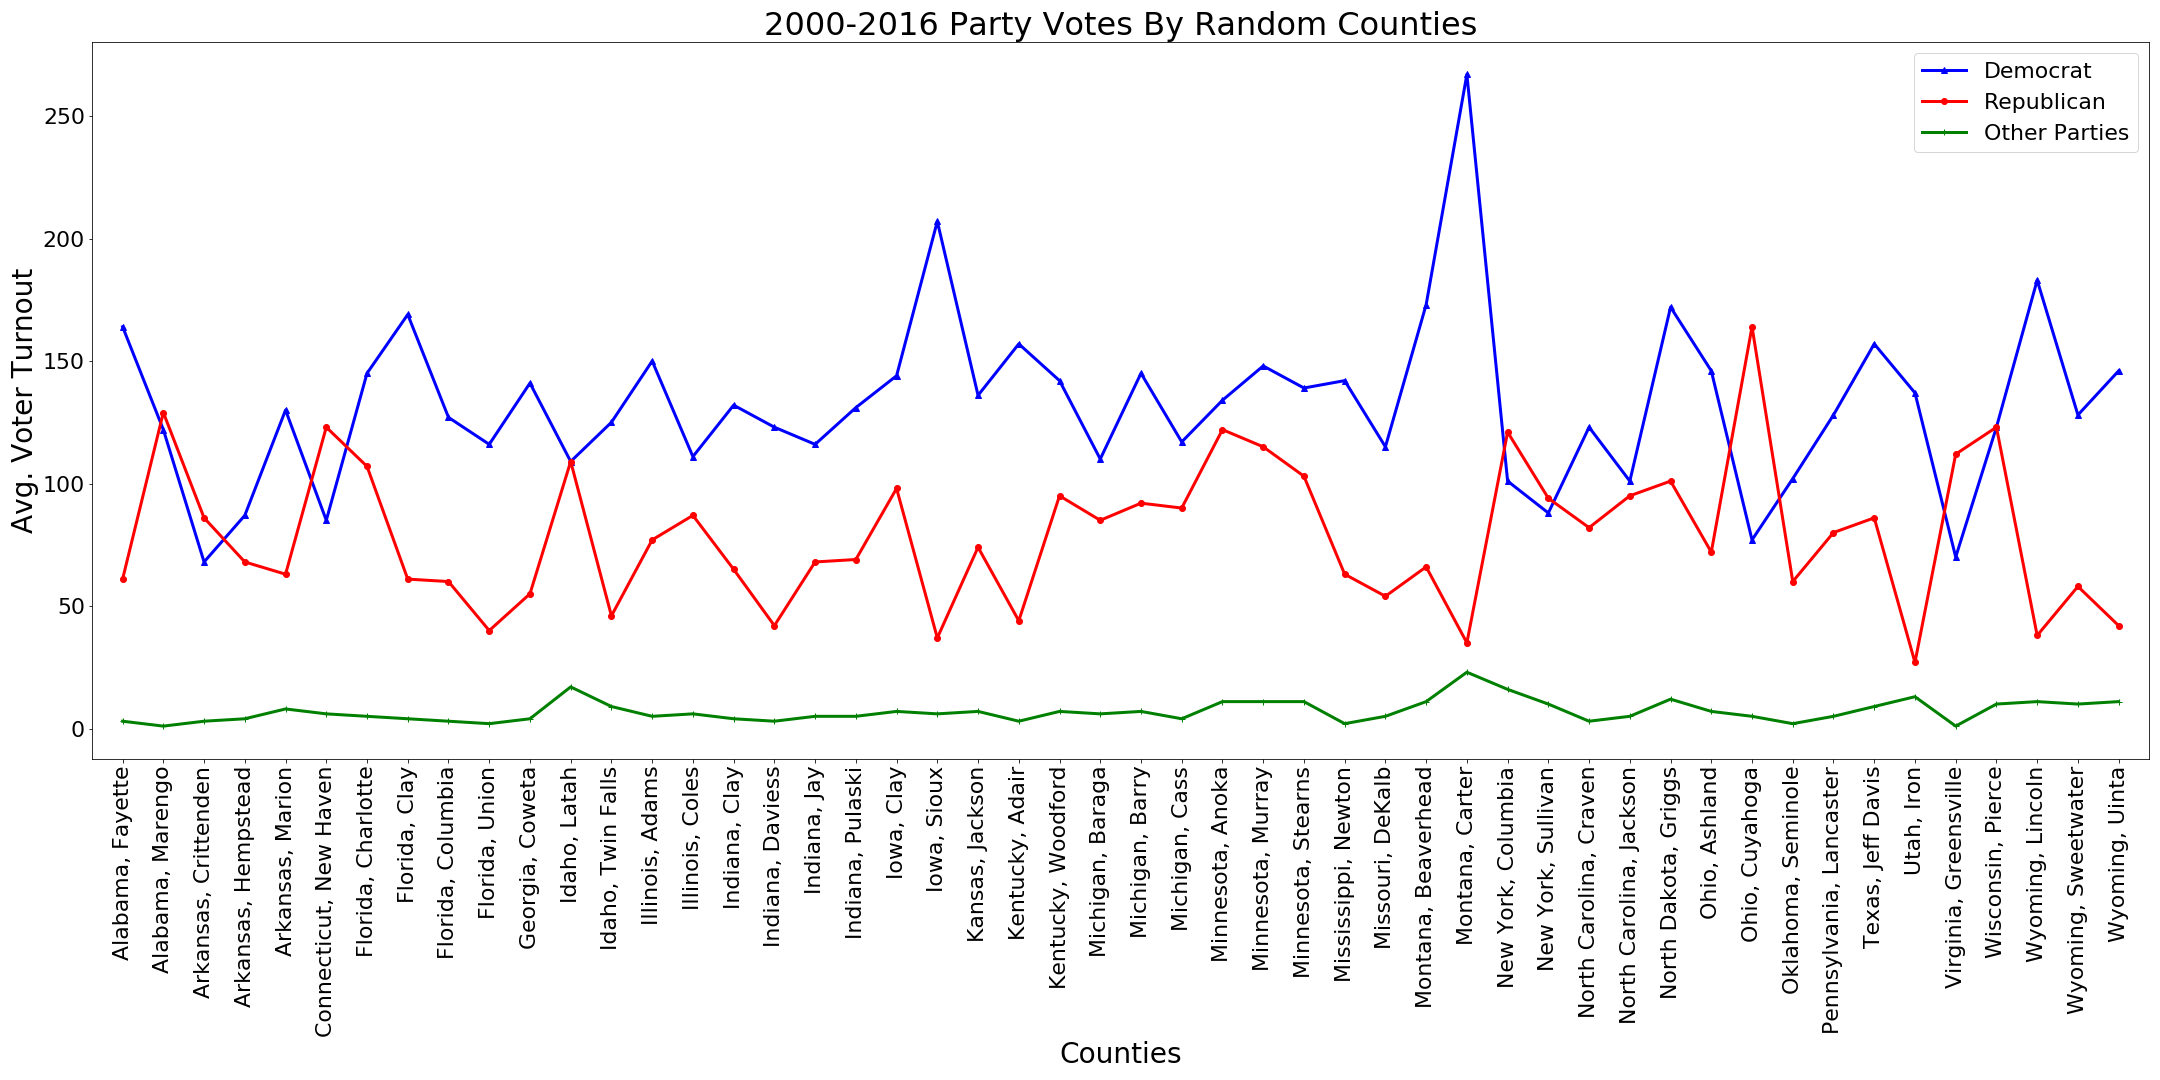 2000-2016 Party Votes By Random Counties
Democrat
Republican
Other Parties
Avg. Voter Turnout
250
200
150
100
50
0
Alabama, Fayette
Alabama, Marengo
Arkansas, Crittenden
Arkansas, Hempstead
Arkansas, Marion
Connecticut, New Haven
Florida, Charlotte
Florida, Clay
Florida, Columbia
Florida, Union
Georgia, Coweta
Idaho, Latah
Idaho, Twin Falls
Illinois, Adams
Illinois, Coles
Indiana, Clay
Indiana, Daviess
Indiana, Jay
Indiana, Pulaski
Iowa, Clay
Iowa, Sioux
Kansas, Jackson
Kentucky, Adair
Kentucky, Woodford
Michigan, Baraga
Michigan, Barry
Michigan, Cass
Minnesota, Anoka
Minnesota, Murray
Minnesota, Stearns
Mississippi, Newton
Missouri, DeKalb
Montana, Beaverhead
Montana, Carter
New York, Columbia
New York, Sullivan
North Carolina, Craven
North Carolina, Jackson
North Dakota, Griggs
Ohio, Ashland
Ohio, Cuyahoga
Oklahoma, Seminole
Pennsylvania, Lancaster
Texas, Jeff Davis
Utah, Iron
Virginia, Greensville
Wisconsin, Pierce
Wyoming, Lincoln
Wyoming, Sweetwater
Wyoming, Uinta
Counties